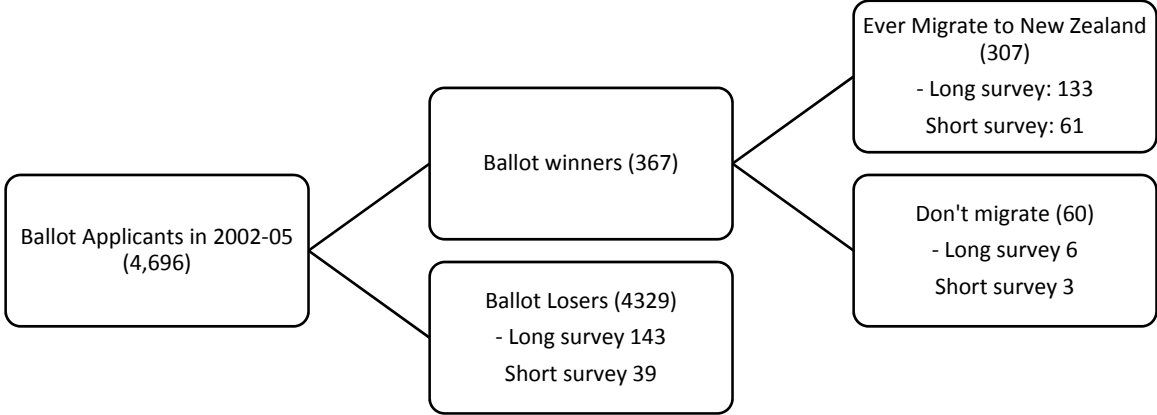 Ballot Applicants in 2002-05
(4,696)
Ballot winners (367)
Ballot Losers (4329)
- Long survey 143
Short survey 39
Ever Migrate to New Zealand
(307)
- Long survey: 133
Short survey: 61
Don't migrate (60)
- Long survey 6
Short survey 3